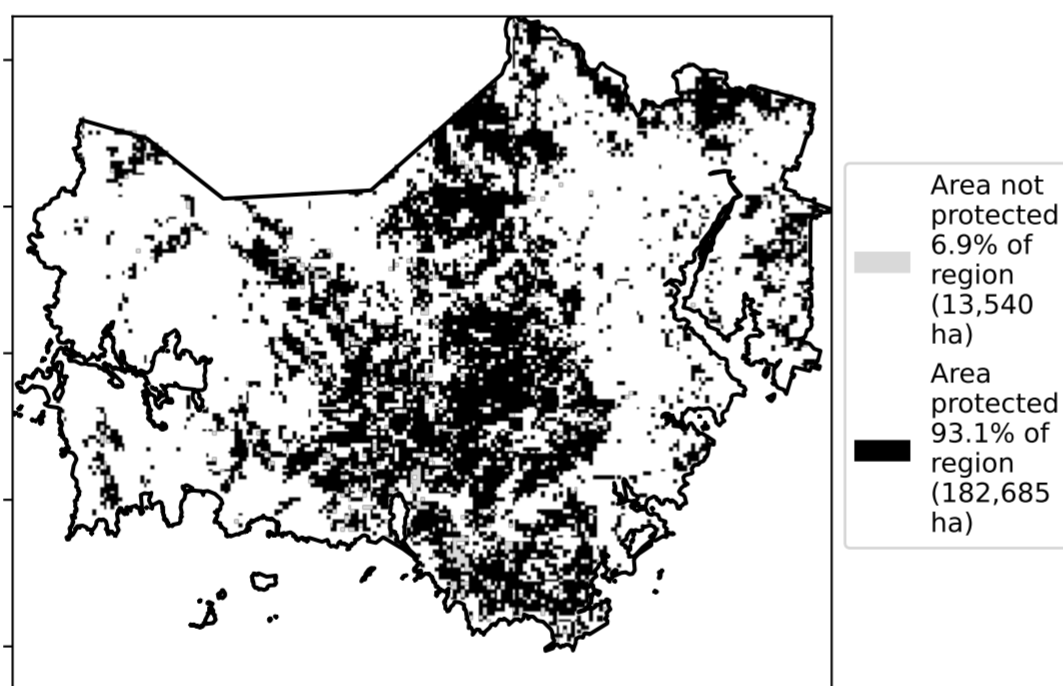 Area not
protected
6.9% of
region
(13,540
ha)
Area
protected
93.1% of
region
(182,685
ha)